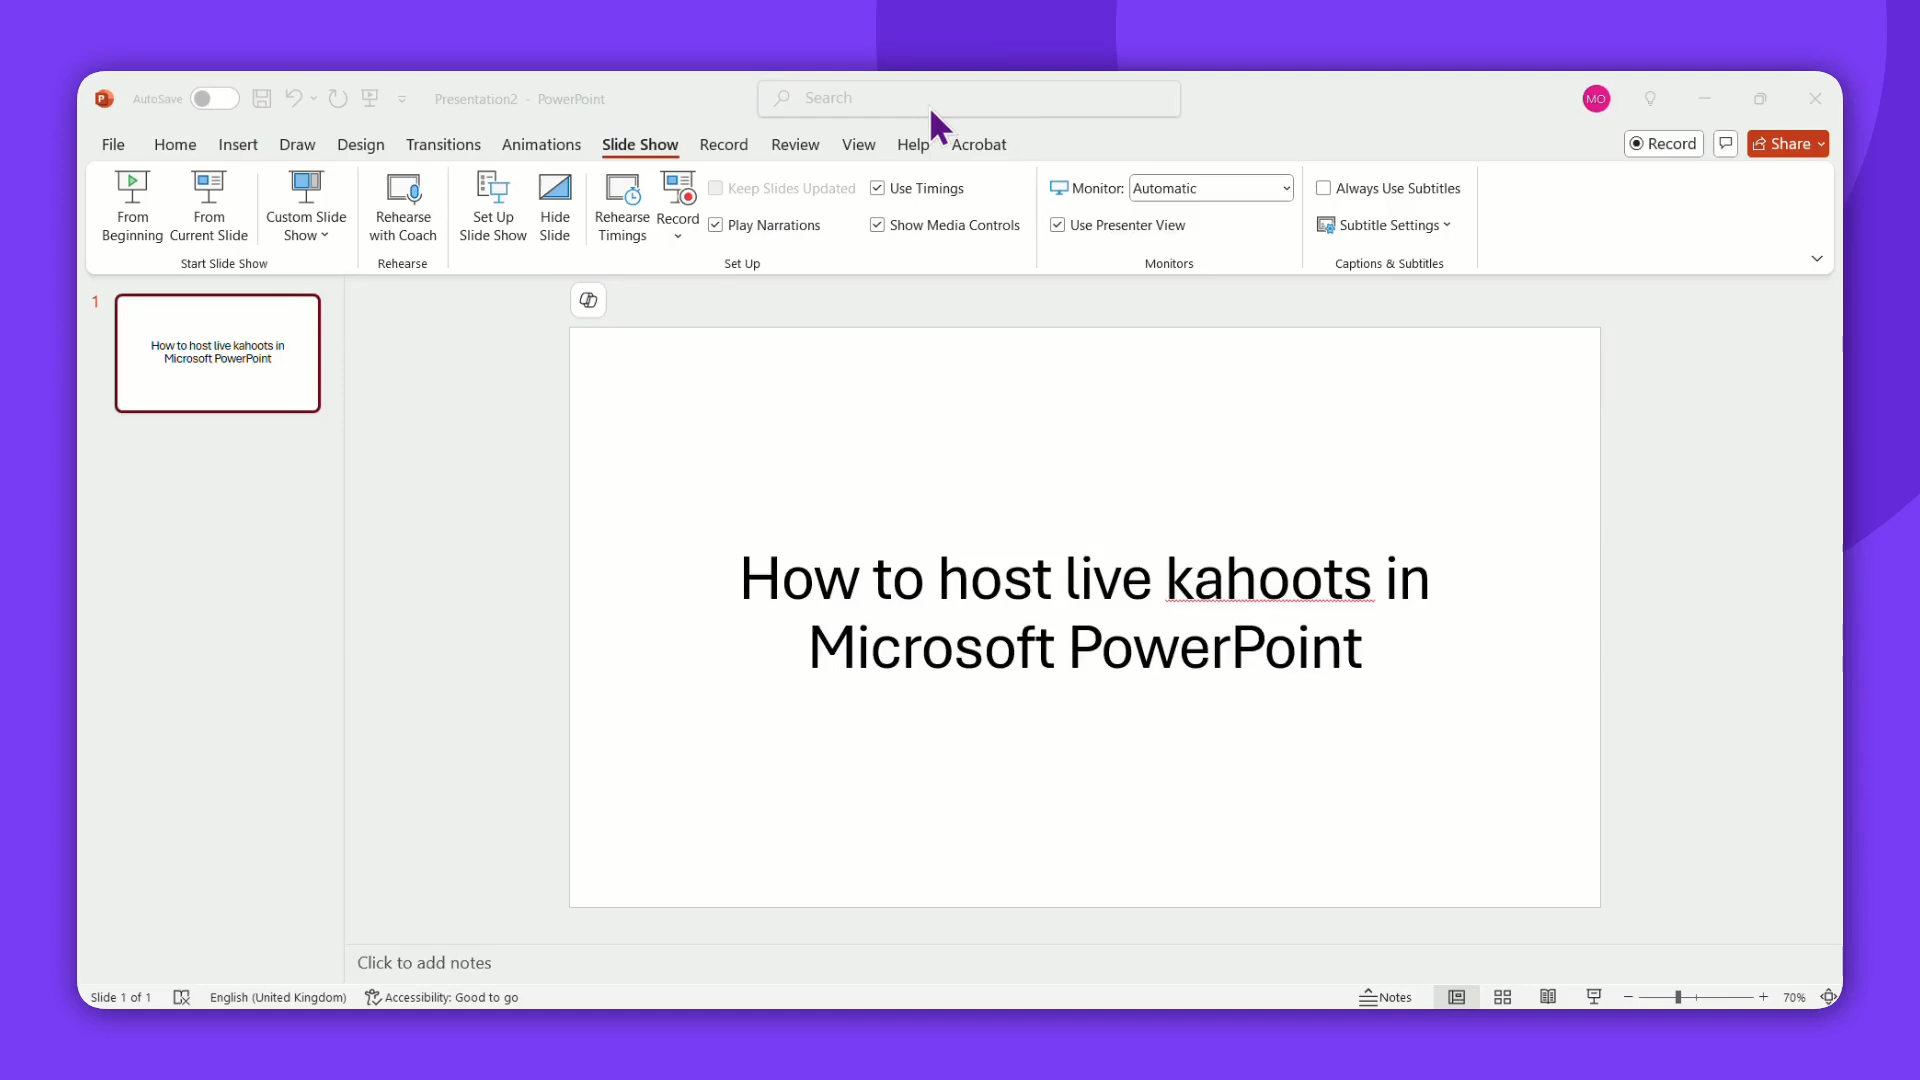 AutoSave
Presentation2 - PowerPoint
Search
MO
File Home Insert Draw Design Transitions Animations Slide Show Record Review View Help Acrobat
Record
Share
From Beginning
From Current Slide
Custom Slide Show
Start Slide Show
Rehearse with Coach
Rehearse
Set Up Slide Show
Hide Slide
Rehearse Timings
Record
Keep Slides Updated
Play Narrations
Use Timings
Show Media Controls
Set Up
Monitor: Automatic
Use Presenter View
Monitors
Always Use Subtitles
Subtitle Settings
Captions & Subtitles
1
How to host live kahoots in
Microsoft PowerPoint
How to host live kahoots in
Microsoft PowerPoint
Click to add notes
Slide 1 of 1
English (United Kingdom)
Accessibility: Good to go
Notes
70%